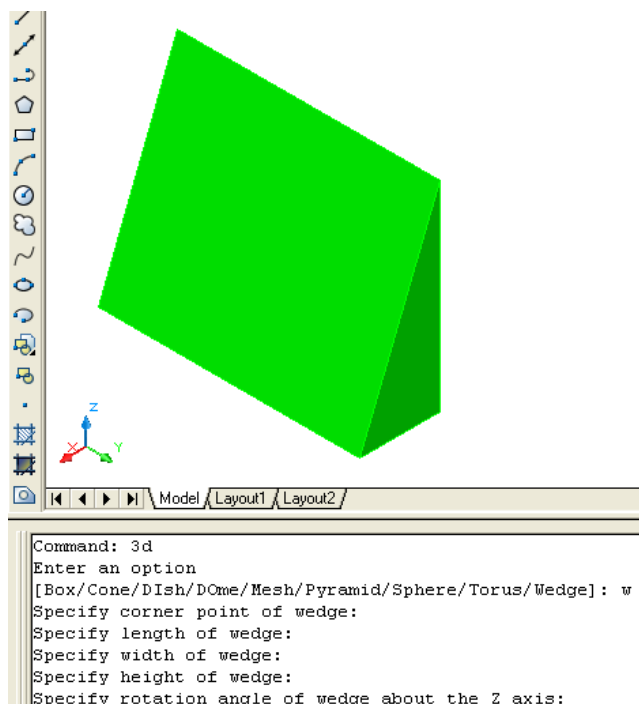 Z
X
Y
Model Layout1 Layout2
Command: 3d
Enter an option
[Box/Cone/DIsh/DOme/Mesh/Pyramid/Sphere/Torus/Wedge]: w
Specify corner point of wedge:
Specify length of wedge:
Specify width of wedge:
Specify height of wedge:
Specify rotation angle of wedge about the Z axis: